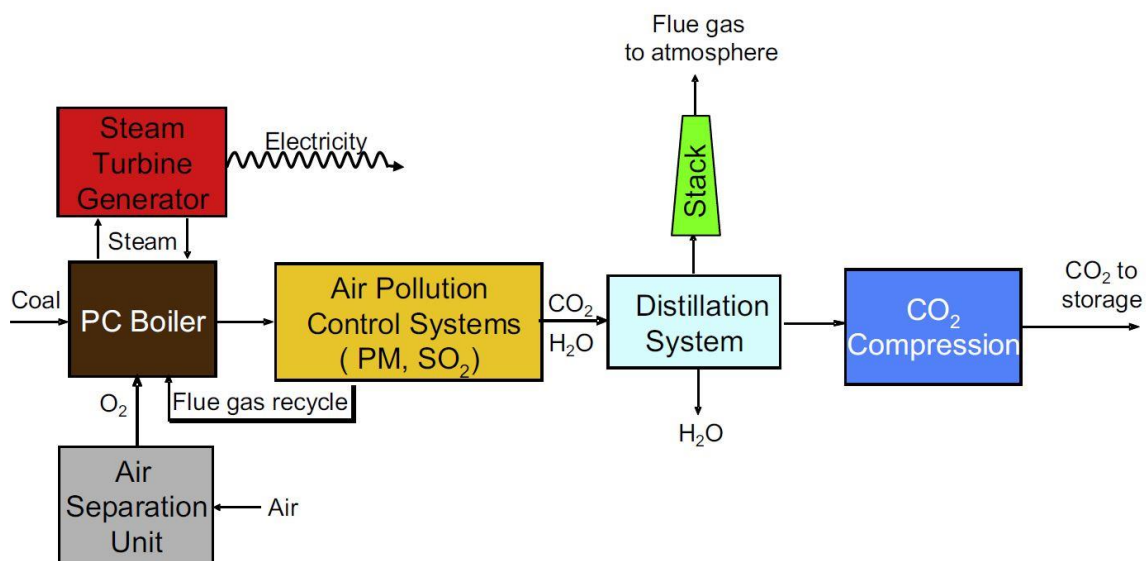 Flue gas
to atmosphere
Stack
Steam
Turbine
Generator
Electricity
Steam
Coal
PC Boiler
Air Pollution
Control Systems
( PM, SO₂)
CO₂
H₂O
Distillation
System
CO₂
Compression
CO₂ to
storage
O₂
Flue gas recycle
H₂O
Air
Separation
Unit
Air